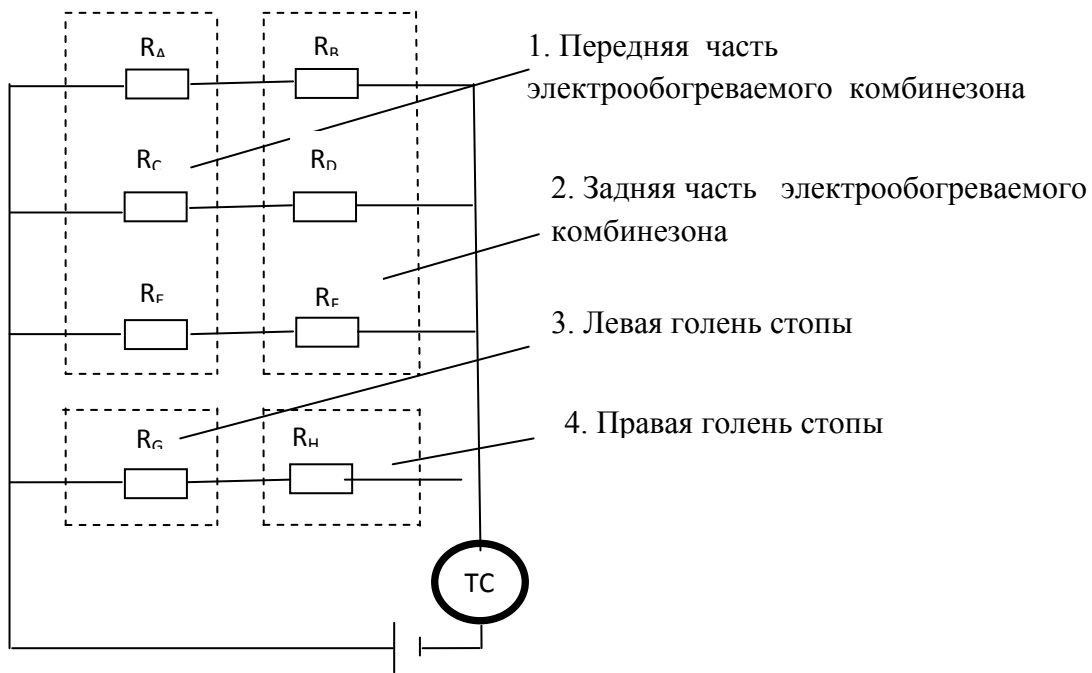 R_A
R_B
1. Передняя часть
электрообогреваемого комбинезона
R_C
R_D
2. Задняя часть электрообогреваемого
комбинезона
R_E
R_F
3. Левая голень стопы
R_G
R_H
4. Правая голень стопы
ТС